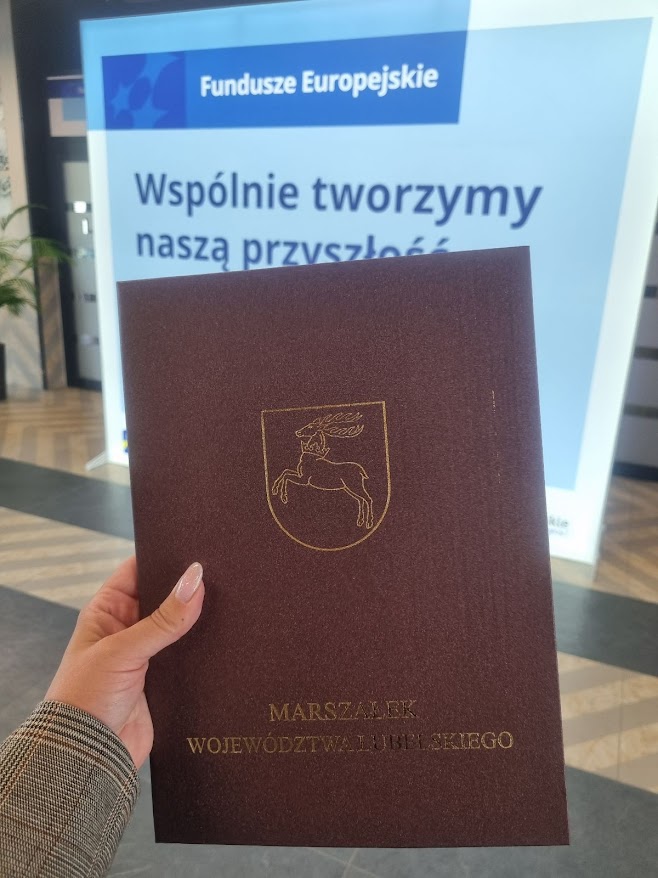 Fundusze Europejskie
Wspólnie tworzymy
naszą przyszłość
MARSZAŁEK
WOJEWÓDZTWA LUBELSKIEGO